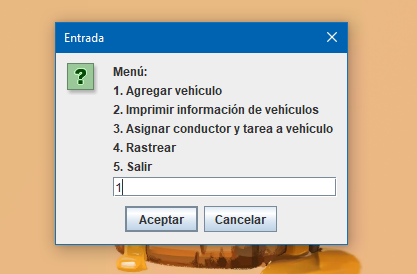 Entrada
Menú:
1. Agregar vehículo
2. Imprimir información de vehículos
3. Asignar conductor y tarea a vehículo
4. Rastrear
5. Salir
1
Aceptar Cancelar